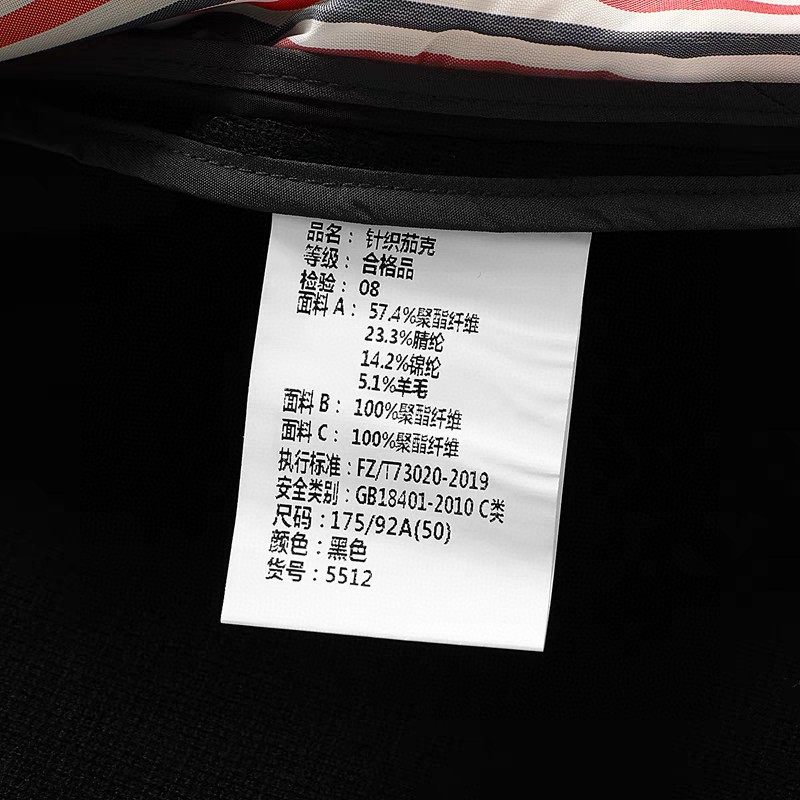 品名：针织茄克
等级：合格品
检验：08
面料 A：57.4%聚酯纤维
23.3%腈纶
14.2%锦纶
5.1%羊毛
面料 B：100%聚酯纤维
面料 C：100%聚酯纤维
执行标准：FZ/T73020-2019
安全类别：GB18401-2010 C类
尺码：175/92A(50)
颜色：黑色
货号：5512